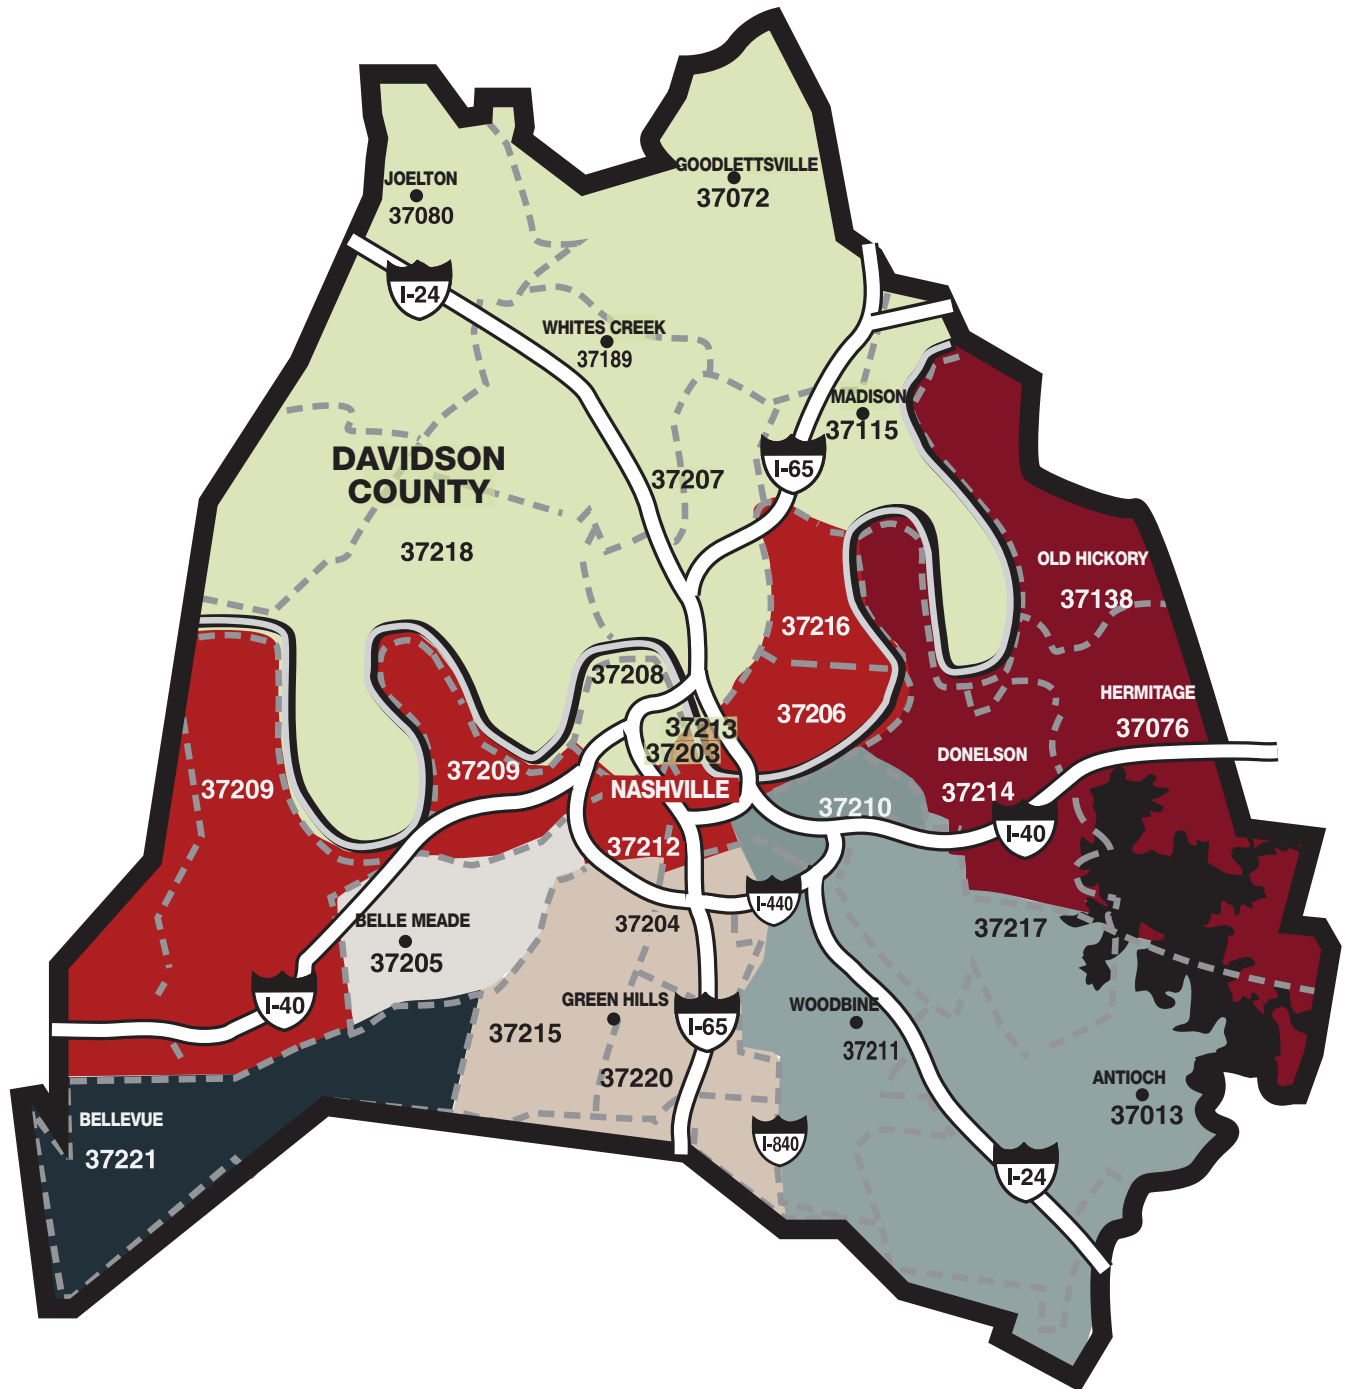 GOODLETTSVILLE
37072
JOELTON
37080
I-24
WHITES CREEK
37189
MADISON
37115
DAVIDSON
COUNTY
37207
I-65
37218
OLD HICKORY
37138
37216
37208
37206
HERMITAGE
37076
37213
37203
37209
37209
NASHVILLE
DONELSON
37214
37210
I-40
37212
I-440
BELLE MEADE
37205
37204
37217
I-40
GREEN HILLS
37215
I-65
WOODBINE
37211
37220
ANTIOCH
37013
BELLEVUE
37221
I-840
I-24